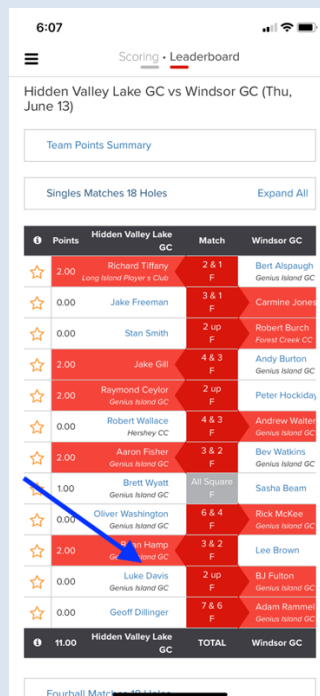 6:07
Scoring • Leaderboard
Hidden Valley Lake GC vs Windsor GC (Thu,
June 13)
Team Points Summary
Singles Matches 18 Holes Expand All
Points Hidden Valley Lake GC Match Windsor GC
2.00 Richard Tiffany 2 & 1 Bert Alspaugh
Long Island Player s Club F Genius Island GC
0.00 Jake Freeman 3 & 1 Carmine Jones
F
0.00 Stan Smith 2 up Robert Burch
F Forest Creek CC
2.00 Jake Gill 4 & 3 Andy Burton
F Genius Island GC
2.00 Raymond Ceylor 2 up Peter Hockiday
Genius Island GC F
0.00 Robert Wallace 4 & 3 Andrew Walter
Hershey CC F Genius Island GC
2.00 Aaron Fisher 3 & 2 Bev Watkins
Genius Island GC F Genius Island GC
1.00 Brett Wyatt All Square Sasha Beam
Genius Island GC F
0.00 Oliver Washington 6 & 4 Rick McKee
Genius Island GC F Genius Island GC
2.00 Hamp 3 & 2 Lee Brown
Island GC F
0.00 Luke Davis 2 up BJ Fulton
Genius Island GC F Genius Island GC
0.00 Geoff Dillinger 7 & 6 Adam Rammel
F Genius Island GC
11.00 Hidden Valley Lake GC TOTAL Windsor GC
Fourball Matches 18 Holes